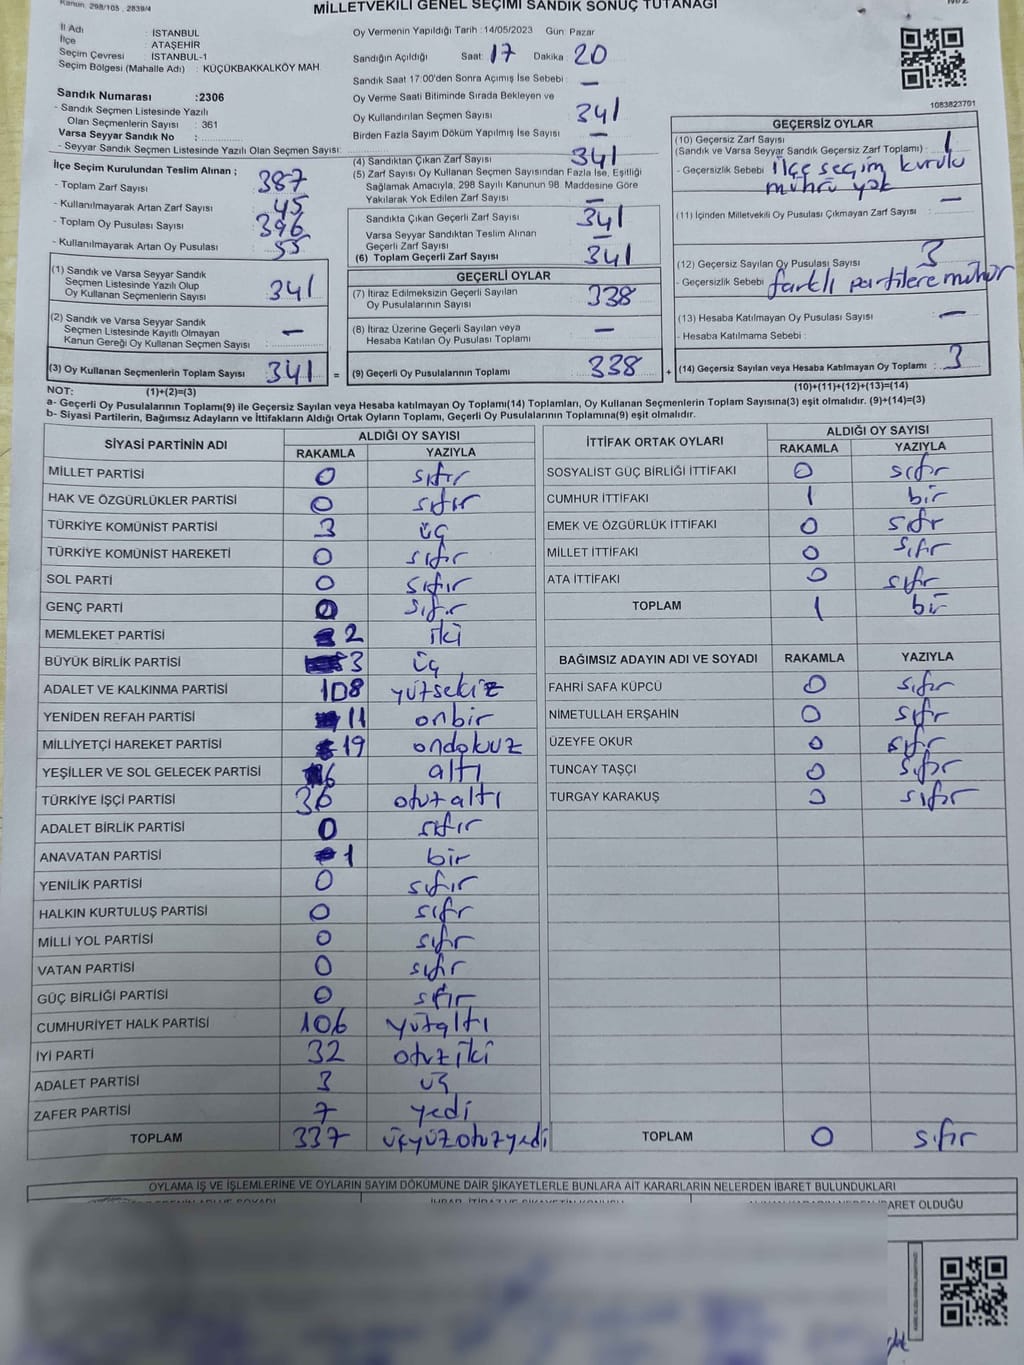 Kanun: 298/105 , 2839/4
MİLLETVEKİLİ GENEL SEÇİMİ SANDIK SONUÇ TUTANAĞI
İl Adı : İSTANBUL
İlçe : ATAŞEHİR
Seçim Çevresi : İSTANBUL-1
Seçim Bölgesi (Mahalle Adı) : KÜÇÜKBAKKALKÖY MAH
Sandık Numarası :2306
- Sandık Seçmen Listesinde Yazılı
Olan Seçmenlerin Sayısı : 361
Varsa Seyyar Sandık No :
- Seyyar Sandık Seçmen Listesinde Yazılı Olan Seçmen Sayısı:
Oy Vermenin Yapıldığı Tarih :14/05/2023 Gün: Pazar
Sandığın Açıldığı Saat: 17 Dakika 20
Sandık Saat 17:00'den Sonra Açımış İse Sebebi : —
Oy Verme Saati Bitiminde Sırada Bekleyen ve
Oy Kullandırılan Seçmen Sayısı : 341
Birden Fazla Sayım Döküm Yapılmış İse Sayısı : —
1083823701
İlçe Seçim Kurulundan Teslim Alınan ;
- Toplam Zarf Sayısı : 387
- Kullanılmayarak Artan Zarf Sayısı : 45
- Toplam Oy Pusulası Sayısı : 396
- Kullanılmayarak Artan Oy Pusulası : 55
(1) Sandık ve Varsa Seyyar Sandık
Seçmen Listesinde Yazılı Olup
Oy Kullanan Seçmenlerin Sayısı : 341
(2) Sandık ve Varsa Seyyar Sandık
Seçmen Listesinde Kayıtlı Olmayan
Kanun Gereği Oy Kullanan Seçmen Sayısı : —
(3) Oy Kullanan Seçmenlerin Toplam Sayısı : 341 =
(4) Sandıktan Çıkan Zarf Sayısı : 341
(5) Zarf Sayısı Oy Kullanan Seçmen Sayısından Fazla İse, Eşitliği
Sağlamak Amacıyla, 298 Sayılı Kanunun 98. Maddesine Göre
Yakılarak Yok Edilen Zarf Sayısı : —
Sandıkta Çıkan Geçerli Zarf Sayısı : 341
Varsa Seyyar Sandıktan Teslim Alınan
Geçerli Zarf Sayısı : —
(6) Toplam Geçerli Zarf Sayısı : 341
GEÇERLİ OYLAR
(7) İtiraz Edilmeksizin Geçerli Sayılan
Oy Pusulalarının Sayısı : 338
(8) İtiraz Üzerine Geçerli Sayılan veya
Hesaba Katılan Oy Pusulası Toplamı : —
(9) Geçerli Oy Pusulalarının Toplamı : 338 +
GEÇERSİZ OYLAR
(10) Geçersiz Zarf Sayısı
(Sandık ve Varsa Seyyar Sandık Geçersiz Zarf Toplamı) : 1
- Geçersizlik Sebebi : ilçe seçim kurulu
mührü yok
(11) İçinden Milletvekili Oy Pusulası Çıkmayan Zarf Sayısı : —
(12) Geçersiz Sayılan Oy Pusulası Sayısı : 3
- Geçersizlik Sebebi : farklı partilere mühür
(13) Hesaba Katılmayan Oy Pusulası Sayısı : —
- Hesaba Katılmama Sebebi :
(14) Geçersiz Sayılan veya Hesaba Katılmayan Oy Toplamı : 3
NOT: (1)+(2)=(3) (10)+(11)+(12)+(13)=(14)
a- Geçerli Oy Pusulalarının Toplamı(9) ile Geçersiz Sayılan veya Hesaba Katılmayan Oy Toplamı(14) Toplamları, Oy Kullanan Seçmenlerin Toplam Sayısına(3) eşit olmalıdır. (9)+(14)=(3)
b- Siyasi Partilerin, Bağımsız Adayların ve İttifakların Aldığı Ortak Oyların Toplamı, Geçerli Oy Pusulalarının Toplamına(9) eşit olmalıdır.
SİYASİ PARTİNİN ADI ALDIĞI OY SAYISI
RAKAMLA YAZIYLA
MİLLET PARTİSİ 0 sıfır
HAK VE ÖZGÜRLÜKLER PARTİSİ 0 sıfır
TÜRKİYE KOMÜNİST PARTİSİ 3 üç
TÜRKİYE KOMÜNİST HAREKETİ 0 sıfır
SOL PARTİ 0 sıfır
GENÇ PARTİ 0 sıfır
MEMLEKET PARTİSİ 2 iki
BÜYÜK BİRLİK PARTİSİ 3 üç
ADALET VE KALKINMA PARTİSİ 108 yüzsekiz
YENİDEN REFAH PARTİSİ 11 onbir
MİLLİYETÇİ HAREKET PARTİSİ 19 ondokuz
YEŞİLLER VE SOL GELECEK PARTİSİ 6 altı
TÜRKİYE İŞÇİ PARTİSİ 36 otuzaltı
ADALET BİRLİK PARTİSİ 0 sıfır
ANAVATAN PARTİSİ 1 bir
YENİLİK PARTİSİ 0 sıfır
HALKIN KURTULUŞ PARTİSİ 0 sıfır
MİLLİ YOL PARTİSİ 0 sıfır
VATAN PARTİSİ 0 sıfır
GÜÇ BİRLİĞİ PARTİSİ 0 sıfır
CUMHURİYET HALK PARTİSİ 106 yüzaltı
İYİ PARTİ 32 otuziki
ADALET PARTİSİ 3 üç
ZAFER PARTİSİ 7 yedi
TOPLAM 337 üçyüzotuzyedi
İTTİFAK ORTAK OYLARI ALDIĞI OY SAYISI
RAKAMLA YAZIYLA
SOSYALİST GÜÇ BİRLİĞİ İTTİFAKI 0 sıfır
CUMHUR İTTİFAKI 1 bir
EMEK VE ÖZGÜRLÜK İTTİFAKI 0 sıfır
MİLLET İTTİFAKI 0 sıfır
ATA İTTİFAKI 0 sıfır
TOPLAM 1 bir
BAĞIMSIZ ADAYIN ADI VE SOYADI RAKAMLA YAZIYLA
FAHRİ SAFA KÜPCÜ 0 sıfır
NİMETULLAH ERŞAHİN 0 sıfır
ÜZEYFE OKUR 0 sıfır
TUNCAY TAŞÇI 0 sıfır
TURGAY KARAKUŞ 0 sıfır
TOPLAM 0 sıfır
OYLAMA İŞ VE İŞLEMLERİNE VE OYLARIN SAYIM DÖKÜMÜNE DAİR ŞİKAYETLERLE BUNLARA AİT KARARLARIN NELERDEN İBARET BULUNDUKLARI
İBARET OLDUĞU